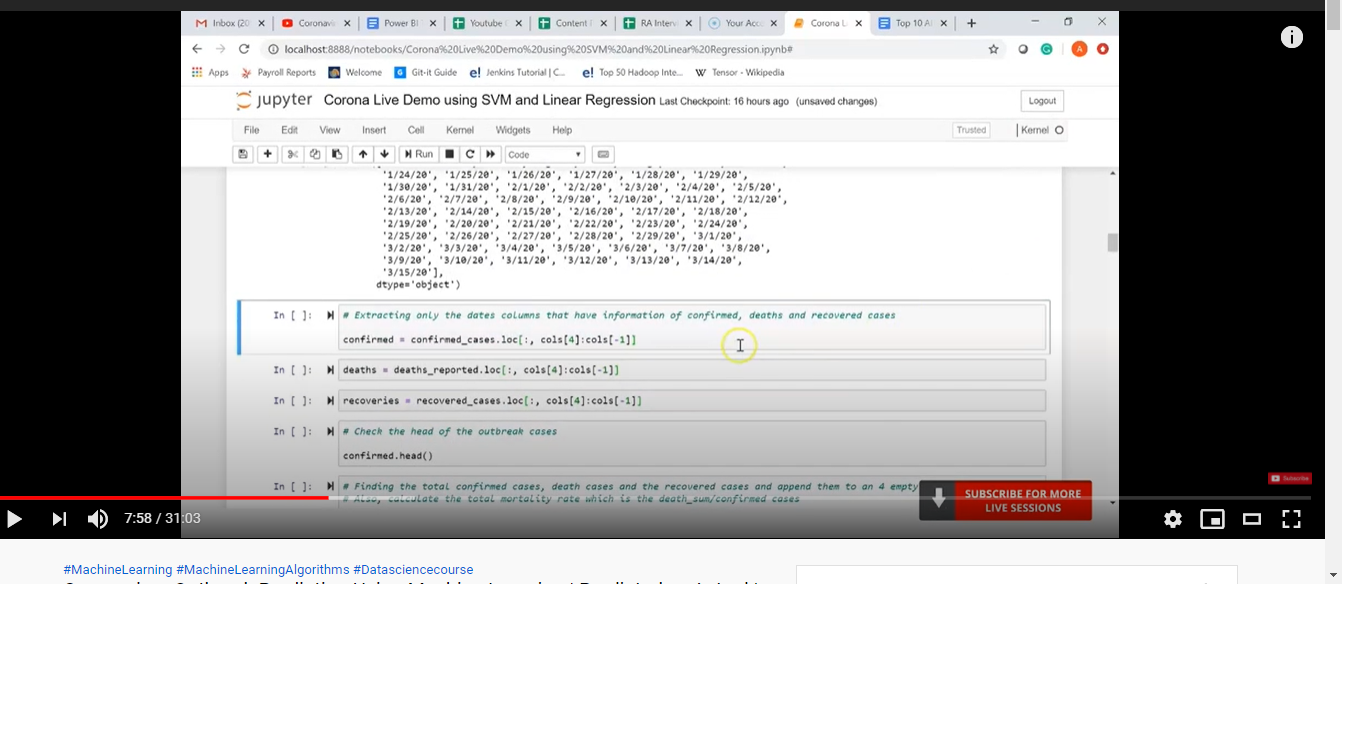 Inbox (20
Coronavi
Power BI
Youtube
Content
RA Intervi
Your Acc
Corona L
Top 10 A
localhost:8888/notebooks/Corona%20Live%20Demo%20using%20SVM%20and%20Linear%20Regression.ipynb#
Apps Payroll Reports Welcome Git-it Guide Jenkins Tutorial | C... Top 50 Hadoop Inte... Tensor - Wikipedia
jupyter Corona Live Demo using SVM and Linear Regression Last Checkpoint: 16 hours ago (unsaved changes) Logout
File Edit View Insert Cell Kernel Widgets Help Trusted Kernel
Run Code
'1/24/20', '1/25/20', '1/26/20', '1/27/20', '1/28/20', '1/29/20',
'1/30/20', '1/31/20', '2/1/20', '2/2/20', '2/3/20', '2/4/20', '2/5/20',
'2/6/20', '2/7/20', '2/8/20', '2/9/20', '2/10/20', '2/11/20', '2/12/20',
'2/13/20', '2/14/20', '2/15/20', '2/16/20', '2/17/20', '2/18/20',
'2/19/20', '2/20/20', '2/21/20', '2/22/20', '2/23/20', '2/24/20',
'2/25/20', '2/26/20', '2/27/20', '2/28/20', '2/29/20', '3/1/20',
'3/2/20', '3/3/20', '3/4/20', '3/5/20', '3/6/20', '3/7/20', '3/8/20',
'3/9/20', '3/10/20', '3/11/20', '3/12/20', '3/13/20', '3/14/20',
'3/15/20'],
dtype='object')
In [ ]: # Extracting only the dates columns that have information of confirmed, deaths and recovered cases
confirmed = confirmed_cases.loc[:, cols[4]:cols[-1]]
In [ ]: deaths = deaths_reported.loc[:, cols[4]:cols[-1]]
In [ ]: recoveries = recovered_cases.loc[:, cols[4]:cols[-1]]
In [ ]: # Check the head of the outbreak cases
confirmed.head()
In [ ]: # Finding the total confirmed cases, death cases and the recovered cases and append them to an 4 empty
# Also, calculate the total mortality rate which is the death_sum/confirmed cases
Subscribe
SUBSCRIBE FOR MORE
LIVE SESSIONS
7:58 / 31:03
#MachineLearning #MachineLearningAlgorithms #Datasciencecourse